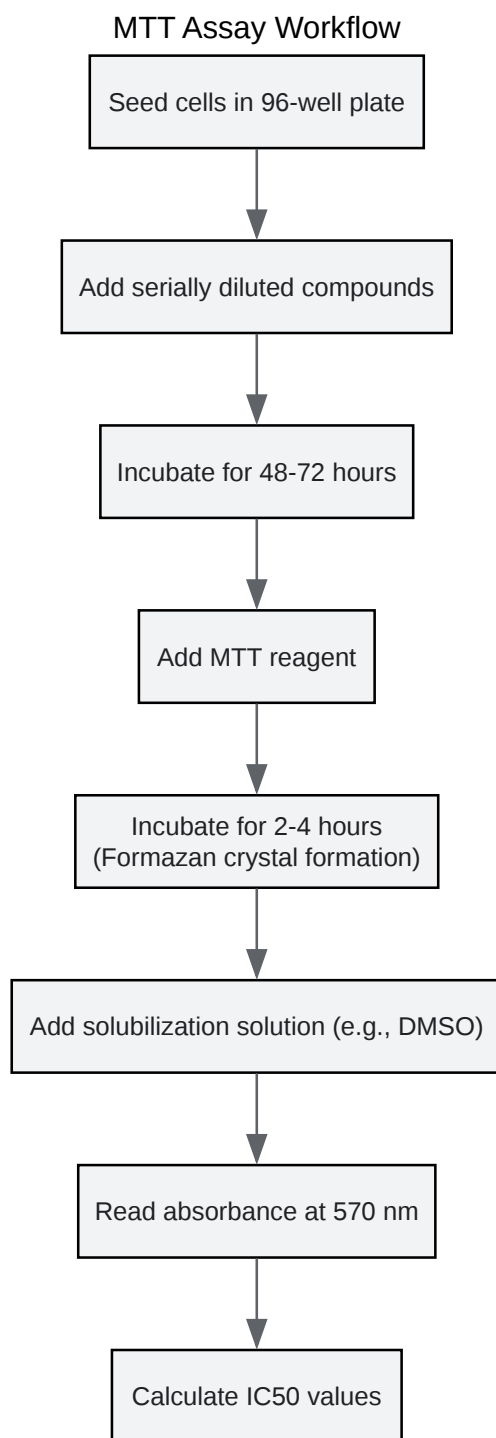 MTT Assay Workflow
Seed cells in 96-well plate
Add serially diluted compounds
Incubate for 48-72 hours
Add MTT reagent
Incubate for 2-4 hours
(Formazan crystal formation)
Add solubilization solution (e.g., DMSO)
Read absorbance at 570 nm
Calculate IC50 values